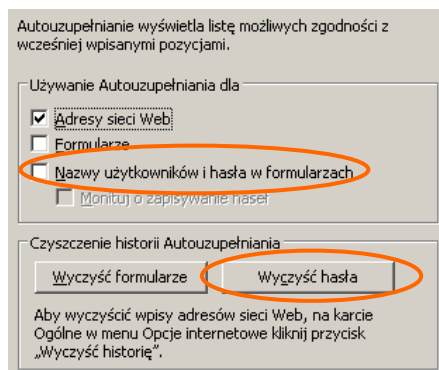 Autouzupełnianie wyświetla listę możliwych zgodności z
wcześniej wpisanymi pozycjami.
Używanie Autouzupełniania dla
Adresy sieci Web
Formularze
Nazwy użytkowników i hasła w formularzach
Monituj o zapisywanie haseł
Czyszczenie historii Autouzupełniania
Wyczyść formularze
Wyczyść hasła
Aby wyczyścić wpisy adresów sieci Web, na karcie
Ogólne w menu Opcje internetowe kliknij przycisk
„Wyczyść historię”.